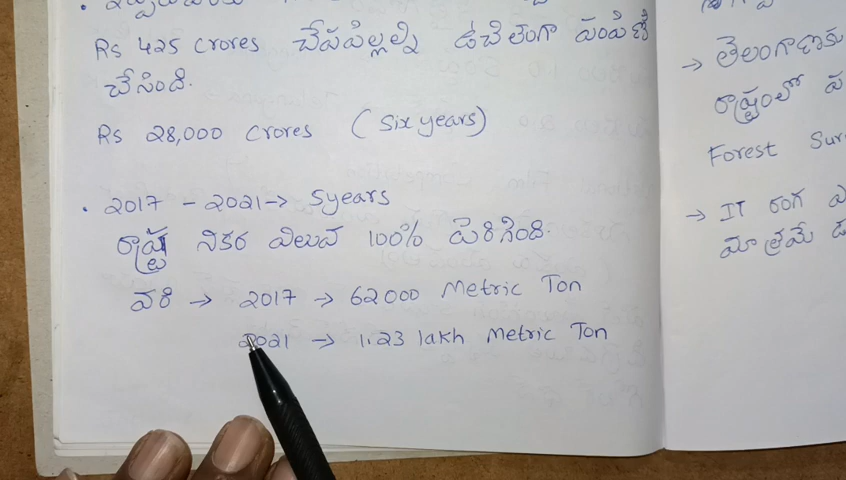 Rs 425 crores చేపపిల్లల్ని ఉచితంగా పంపిణీ
చేసింది.
Rs 28,000 crores (six years)
. 2017 - 2021 → 5years
రాష్ట్ర నికర విలువ 100% పెరిగింది.
వరి → 2017 → 62000 Metric Ton
2021 → 1.23 lakh Metric Ton
→ తెలంగాణకు
రాష్ట్రంలో
Forest
→ IT రంగ
మాత్రమే